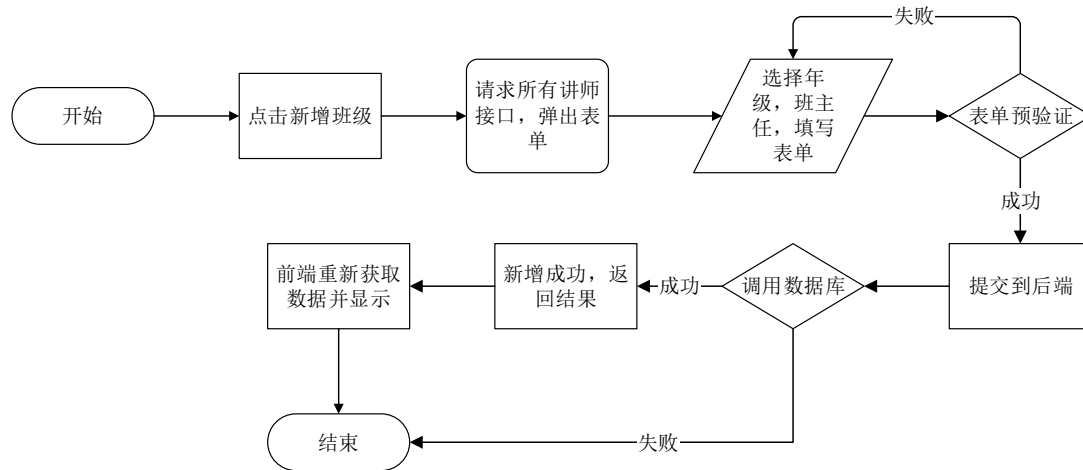 失败
开始
点击新增班级
请求所有讲师
接口，弹出表
单
选择年
级，班主
任，填写
表单
表单预验证
成功
前端重新获取
数据并显示
新增成功，返
回结果
成功
调用数据库
提交到后端
结束
失败